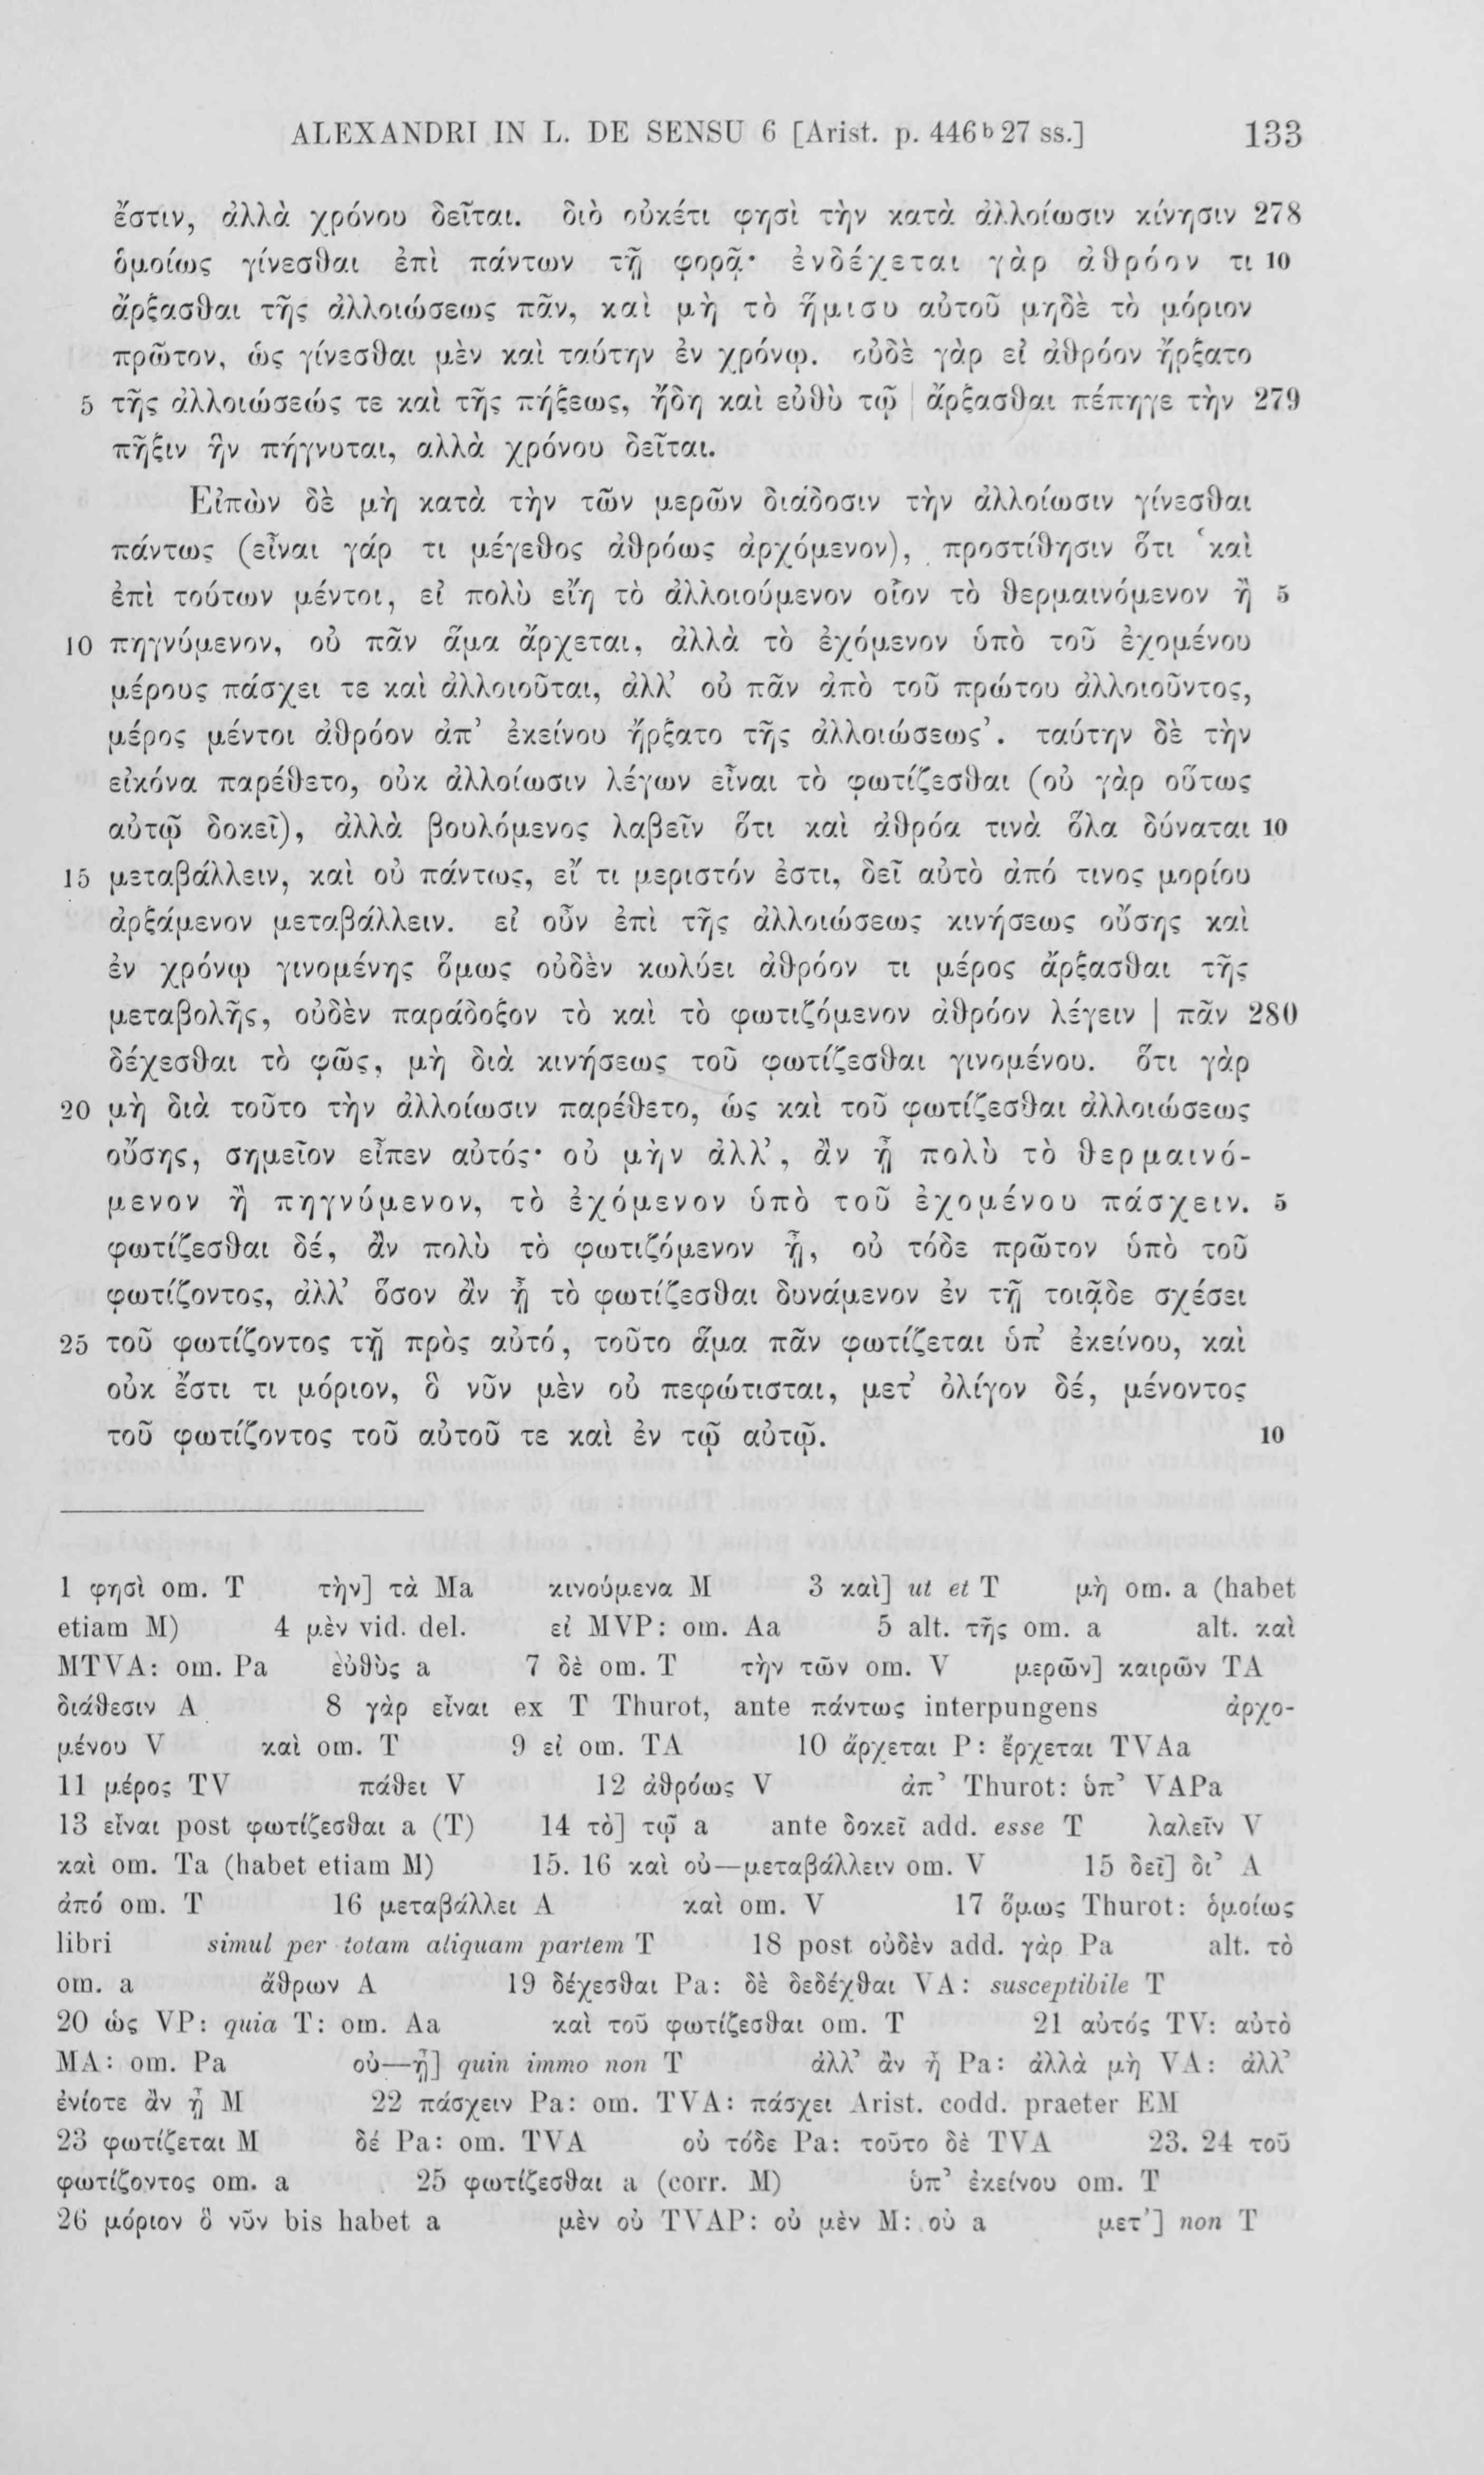 ALEXANDRI IN L. DE SENSU 6 [Arist. p. 446ᵇ 27 ss.] 133
ἔστιν, ἀλλὰ χρόνου δεῖται. διὸ οὐκέτι φησὶ τὴν κατὰ ἀλλοίωσιν κίνησιν 278
ὁμοίως γίνεσθαι ἐπὶ πάντων τῇ φορᾷ· ἐνδέχεται γὰρ ἀθρόον τι 10
ἄρξασθαι τῆς ἀλλοιώσεως πᾶν, καὶ μὴ τὸ ἥμισυ αὐτοῦ μηδὲ τὸ μόριον
πρῶτον, ὡς γίνεσθαι μὲν καὶ ταύτην ἐν χρόνῳ. οὐδὲ γὰρ εἰ ἀθρόον ἤρξατο
5 τῆς ἀλλοιώσεώς τε καὶ τῆς πήξεως, ἤδη καὶ εὐθὺ τῷ | ἄρξασθαι πέπηγε τὴν 279
πῆξιν ἣν πήγνυται, αλλὰ χρόνου δεῖται.
Εἰπὼν δὲ μὴ κατὰ τὴν τῶν μερῶν διάδοσιν τὴν ἀλλοίωσιν γίνεσθαι
πάντως (εἶναι γάρ τι μέγεθος ἀθρόως ἀρχόμενον), προστίθησιν ὅτι ‘καὶ
ἐπὶ τούτων μέντοι, εἰ πολὺ εἴη τὸ ἀλλοιούμενον οἷον τὸ θερμαινόμενον ἢ 5
10 πηγνύμενον, οὐ πᾶν ἅμα ἄρχεται, ἀλλὰ τὸ ἐχόμενον ὑπὸ τοῦ ἐχομένου
μέρους πάσχει τε καὶ ἀλλοιοῦται, ἀλλ’ οὐ πᾶν ἀπὸ τοῦ πρώτου ἀλλοιοῦντος,
μέρος μέντοι ἀθρόον ἀπ’ ἐκείνου ἤρξατο τῆς ἀλλοιώσεως’. ταύτην δὲ τὴν
εἰκόνα παρέθετο, οὐκ ἀλλοίωσιν λέγων εἶναι τὸ φωτίζεσθαι (οὐ γὰρ οὕτως
αὐτῷ δοκεῖ), ἀλλὰ βουλόμενος λαβεῖν ὅτι καὶ ἀθρόα τινὰ ὅλα δύναται 10
15 μεταβάλλειν, καὶ οὐ πάντως, εἴ τι μεριστόν ἐστι, δεῖ αὐτὸ ἀπό τινος μορίου
ἀρξάμενον μεταβάλλειν. εἰ οὖν ἐπὶ τῆς ἀλλοιώσεως κινήσεως οὔσης καὶ
ἐν χρόνῳ γινομένης ὅμως οὐδὲν κωλύει ἀθρόον τι μέρος ἄρξασθαι τῆς
μεταβολῆς, οὐδὲν παράδοξον τὸ καὶ τὸ φωτιζόμενον ἀθρόον λέγειν | πᾶν 280
δέχεσθαι τὸ φῶς, μὴ διὰ κινήσεως τοῦ φωτίζεσθαι γινομένου. ὅτι γὰρ
20 μὴ διὰ τοῦτο τὴν ἀλλοίωσιν παρέθετο, ὡς καὶ τοῦ φωτίζεσθαι ἀλλοιώσεως
οὔσης, σημεῖον εἶπεν αὐτός· οὐ μὴν ἀλλ’, ἂν ᾖ πολὺ τὸ θερμαινό-
μενον ἢ πηγνύμενον, τὸ ἐχόμενον ὑπὸ τοῦ ἐχομένου πάσχειν. 5
φωτίζεσθαι δέ, ἂν πολὺ τὸ φωτιζόμενον ᾖ, οὐ τόδε πρῶτον ὑπὸ τοῦ
φωτίζοντος, ἀλλ’ ὅσον ἂν ᾖ τὸ φωτίζεσθαι δυνάμενον ἐν τῇ τοιᾷδε σχέσει
25 τοῦ φωτίζοντος τῇ πρὸς αὐτό, τοῦτο ἅμα πᾶν φωτίζεται ὑπ’ ἐκείνου, καὶ
οὐκ ἔστι τι μόριον, ὃ νῦν μὲν οὐ πεφώτισται, μετ’ ὀλίγον δέ, μένοντος
τοῦ φωτίζοντος τοῦ αὐτοῦ τε καὶ ἐν τῷ αὐτῷ. 10
1 φησὶ om. T τὴν] τὰ Ma κινούμενα M 3 καὶ] ut et T μὴ om. a (habet
etiam M) 4 μὲν vid. del. εἰ MVP: om. Aa 5 alt. τῆς om. a alt. καὶ
MTVA: om. Pa εὐθὺς a 7 δὲ om. T τὴν τῶν om. V μερῶν] καιρῶν TA
διάθεσιν A 8 γὰρ εἶναι ex T Thurot, ante πάντως interpungens ἀρχο-
μένου V καὶ om. T 9 εἰ om. TA 10 ἄρχεται P: ἔρχεται TVAa
11 μέρος TV πάθει V 12 ἀθρόως V ἀπ’ Thurot: ὑπ’ VAPa
13 εἶναι post φωτίζεσθαι a (T) 14 τὸ] τῷ a ante δοκεῖ add. esse T λαλεῖν V
καὶ om. Ta (habet etiam M) 15. 16 καὶ οὐ—μεταβάλλειν om. V 15 δεῖ] δι’ A
ἀπό om. T 16 μεταβάλλει A καὶ om. V 17 ὅμως Thurot: ὁμοίως
libri simul per totam aliquam partem T 18 post οὐδὲν add. γὰρ Pa alt. τὸ
om. a ἄθρων A 19 δέχεσθαι Pa: δὲ δεδέχθαι VA: susceptibile T
20 ὡς VP: quia T: om. Aa καὶ τοῦ φωτίζεσθαι om. T 21 αὐτός TV: αὐτὸ
MA: om. Pa οὐ—ᾖ] quin immo non T ἀλλ’ ἂν ᾖ Pa: ἀλλὰ μὴ VA: ἀλλ’
ἐνίοτε ἂν ᾖ M 22 πάσχειν Pa: om. TVA: πάσχει Arist. codd. praeter EM
23 φωτίζεται M δέ Pa: om. TVA οὐ τόδε Pa: τοῦτο δὲ TVA 23. 24 τοῦ
φωτίζοντος om. a 25 φωτίζεσθαι a (corr. M) ὑπ’ ἐκείνου om. T
26 μόριον ὃ νῦν bis habet a μὲν οὐ TVAP: οὐ μὲν M: οὐ a μετ’] non T